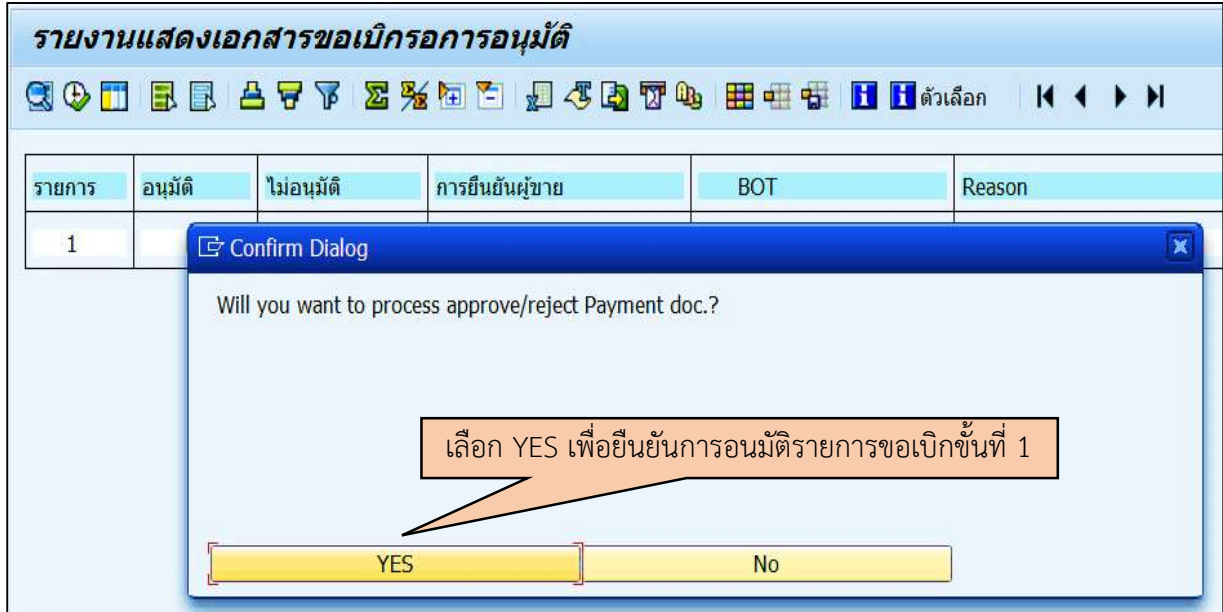 รายงานแสดงเอกสารขอเบิกรอการอนุมัติ
ตัวเลือก
รายการ อนุมัติ ไม่อนุมัติ การยืนยันผู้ขาย BOT Reason
1
Confirm Dialog
Will you want to process approve/reject Payment doc.?
เลือก YES เพื่อยืนยันการอนมัติรายการขอเบิกขั้นที่ 1
YES No